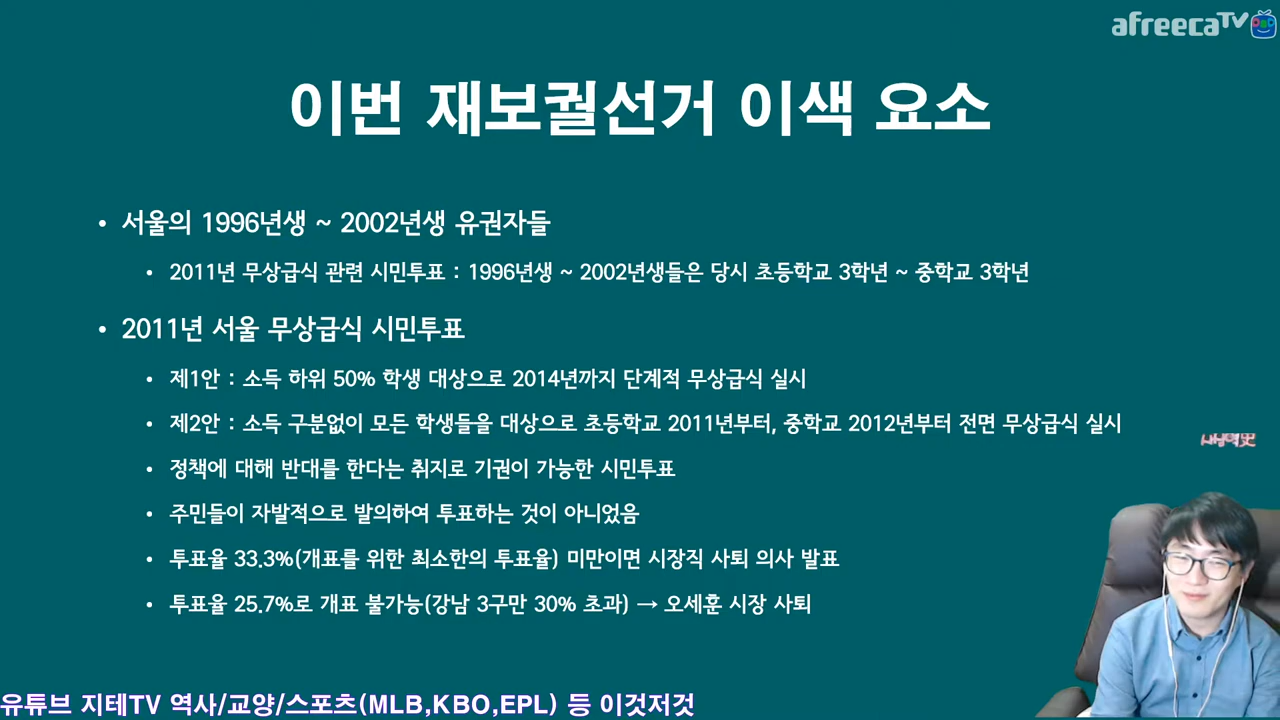 afreecaTV
이번 재보궐선거 이색 요소
• 서울의 1996년생 ~ 2002년생 유권자들
• 2011년 무상급식 관련 시민투표 : 1996년생 ~ 2002년생들은 당시 초등학교 3학년 ~ 중학교 3학년
• 2011년 서울 무상급식 시민투표
• 제1안 : 소득 하위 50% 학생 대상으로 2014년까지 단계적 무상급식 실시
• 제2안 : 소득 구분없이 모든 학생들을 대상으로 초등학교 2011년부터, 중학교 2012년부터 전면 무상급식 실시
• 정책에 대해 반대를 한다는 취지로 기권이 가능한 시민투표
• 주민들이 자발적으로 발의하여 투표하는 것이 아니었음
• 투표율 33.3%(개표를 위한 최소한의 투표율) 미만이면 시장직 사퇴 의사 발표
• 투표율 25.7%로 개표 불가능(강남 3구만 30% 초과) → 오세훈 시장 사퇴
유튜브 지테TV 역사/교양/스포츠(MLB,KBO,EPL) 등 이것저것